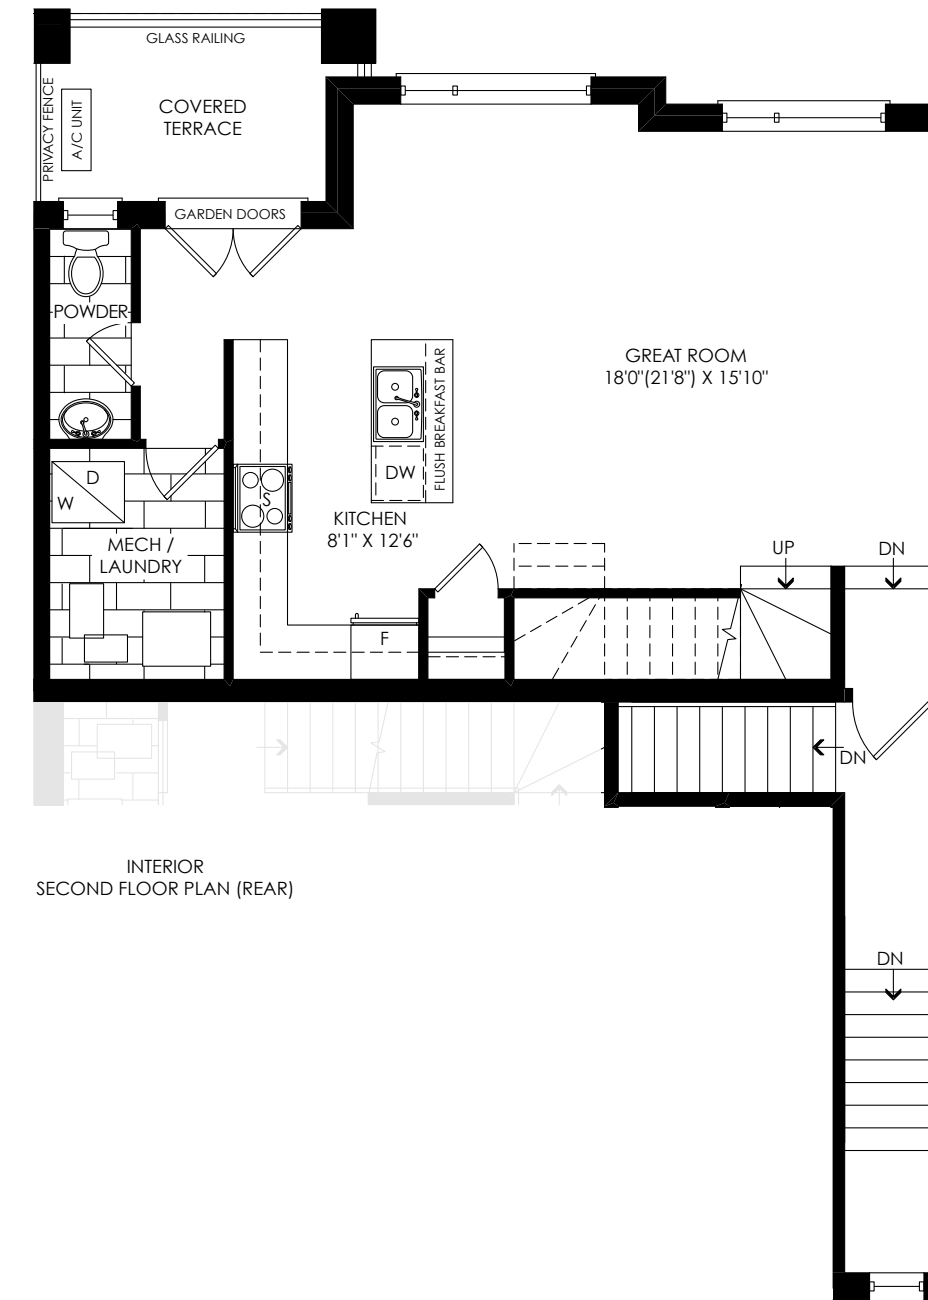 GLASS RAILING
PRIVACY FENCE
A/C UNIT
COVERED
TERRACE
GARDEN DOORS
POWDER
GREAT ROOM
18'0"(21'8") X 15'10"
FLUSH BREAKFAST BAR
DW
D
W
S
KITCHEN
8'1" X 12'6"
MECH /
LAUNDRY
UP
DN
F
DN
INTERIOR
SECOND FLOOR PLAN (REAR)
DN